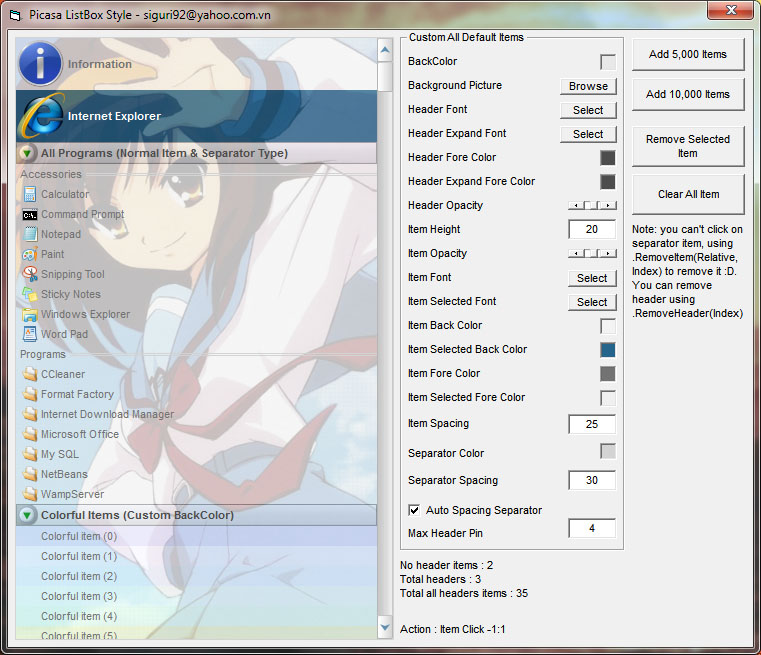 Picasa ListBox Style - siguri92@yahoo.com.vn
Information
Internet Explorer
All Programs (Normal Item & Separator Type)
Accessories
Calculator
C:\_
Command Prompt
Notepad
Paint
Snipping Tool
Sticky Notes
Windows Explorer
Word Pad
Programs
CCleaner
Format Factory
Internet Download Manager
Microsoft Office
My SQL
NetBeans
WampServer
Colorful Items (Custom BackColor)
Colorful item (0)
Colorful item (1)
Colorful item (2)
Colorful item (3)
Colorful item (4)
Colorful item (5)
Custom All Default Items
BackColor
Background Picture Browse
Header Font Select
Header Expand Font Select
Header Fore Color
Header Expand Fore Color
Header Opacity
Item Height 20
Item Opacity
Item Font Select
Item Selected Font Select
Item Back Color
Item Selected Back Color
Item Fore Color
Item Selected Fore Color
Item Spacing 25
Separator Color
Separator Spacing 30
Auto Spacing Separator
Max Header Pin 4
No header items : 2
Total headers : 3
Total all headers items : 35
Action : Item Click -1:1
Add 5,000 Items
Add 10,000 Items
Remove Selected
Item
Clear All Item
Note: you can't click on
separator item, using
.RemoveItem(Relative,
Index) to remove it :D.
You can remove
header using
.RemoveHeader(Index)